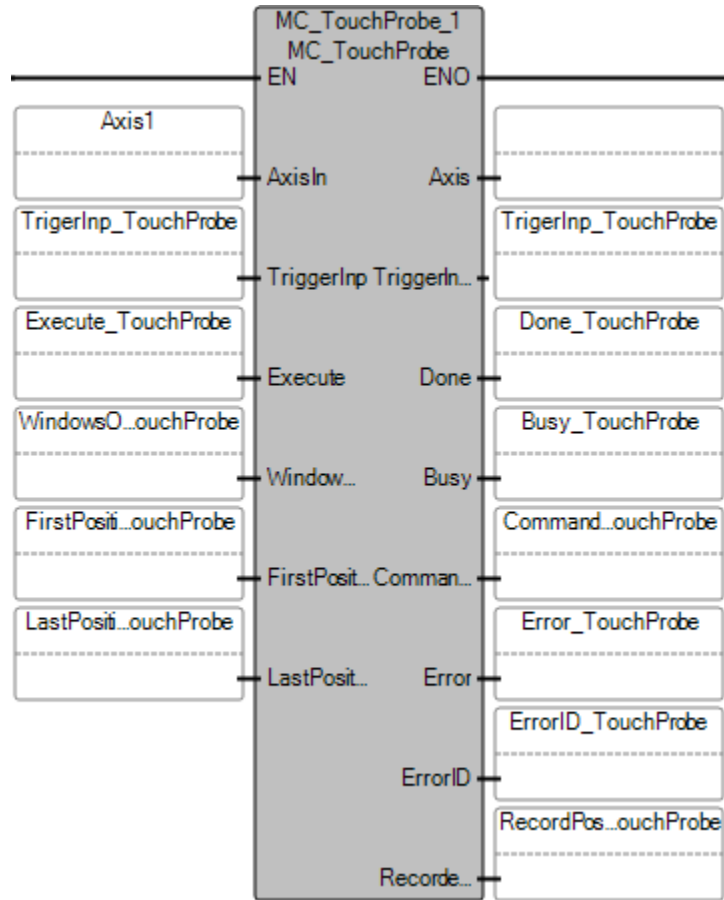 MC_TouchProbe_1
MC_TouchProbe
EN ENO
Axis1
AxisIn Axis
TrigerInp_TouchProbe TrigerInp_TouchProbe
TriggerInp TriggerIn...
Execute_TouchProbe Done_TouchProbe
Execute Done
WindowsO...ouchProbe Busy_TouchProbe
Window... Busy
FirstPositi...ouchProbe Command...ouchProbe
FirstPosit... Comman...
LastPositi...ouchProbe Error_TouchProbe
LastPosit... Error
ErrorID_TouchProbe
ErrorID
RecordPos...ouchProbe
Recorde...